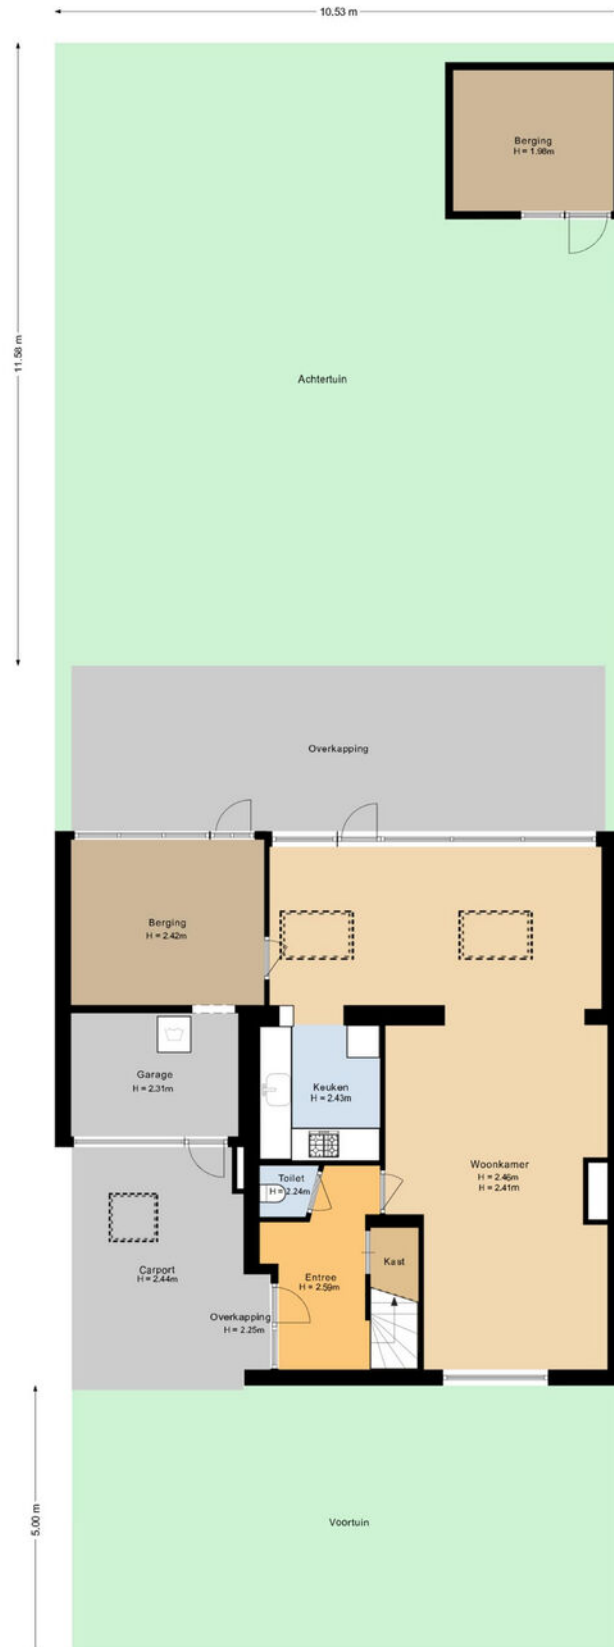 10.53 m
Berging
H = 1.98m
11.58 m
Achtertuin
Overkapping
Berging
H = 2.42m
Garage
H = 2.31m
Keuken
H = 2.43m
Woonkamer
H = 2.46m
H = 2.41m
Toilet
H = 2.24m
Carport
H = 2.44m
Entree
H = 2.59m
Kast
Overkapping
H = 2.25m
5.00 m
Voortuin